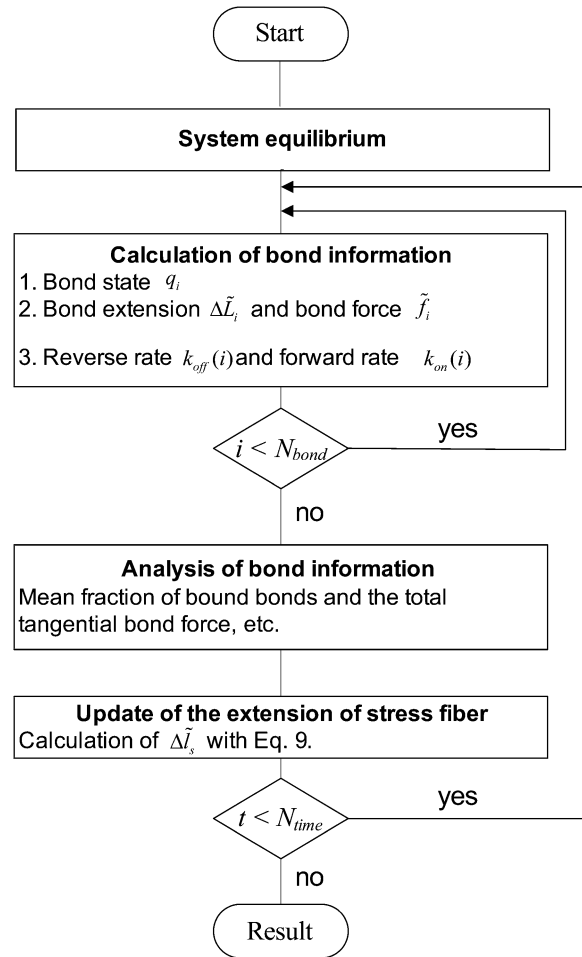 Start
System equilibrium
Calculation of bond information
1. Bond state q_i
2. Bond extension ΔL̃_i and bond force f̃_i
3. Reverse rate k_off(i) and forward rate k_on(i)
i < N_bond
yes
no
Analysis of bond information
Mean fraction of bound bonds and the total
tangential bond force, etc.
Update of the extension of stress fiber
Calculation of Δl̃_s with Eq. 9.
t < N_time
yes
no
Result